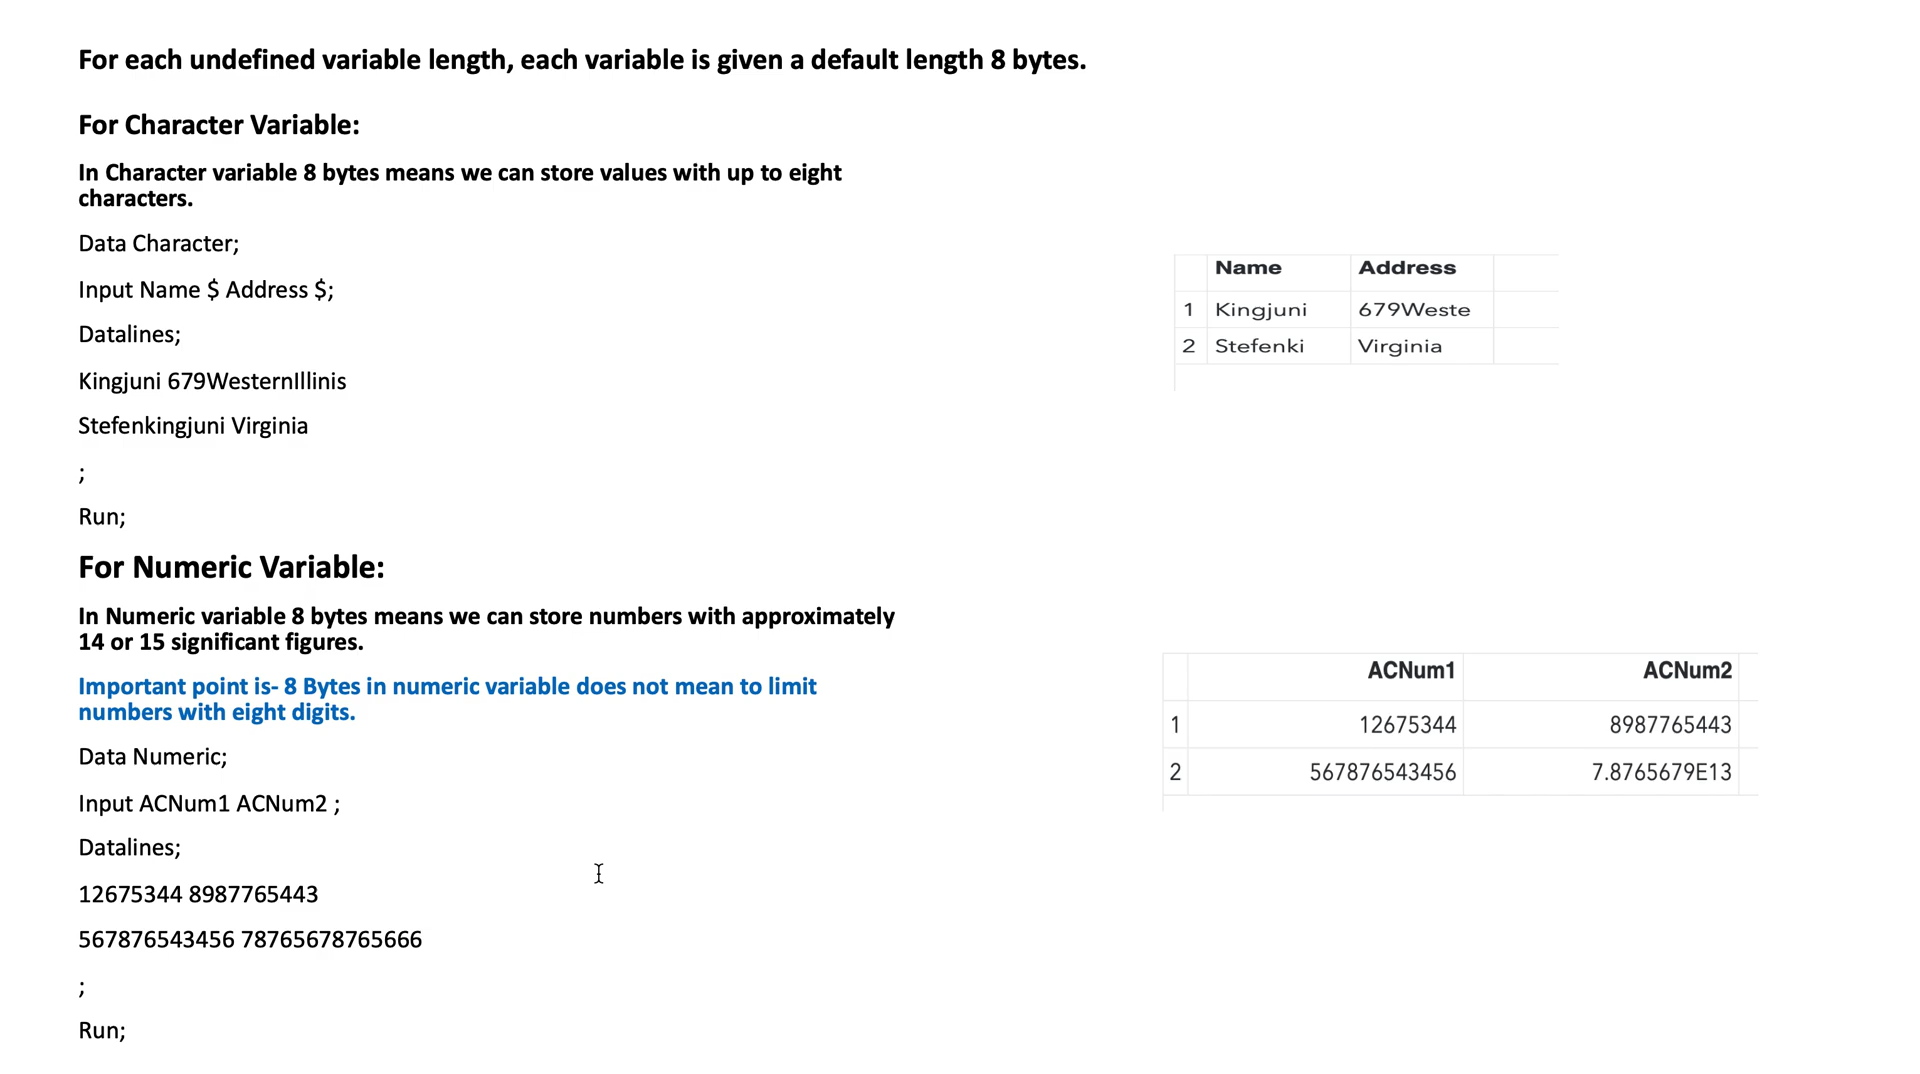 For each undefined variable length, each variable is given a default length 8 bytes.
For Character Variable:
In Character variable 8 bytes means we can store values with up to eight
characters.
Data Character;
Input Name $ Address $;
Datalines;
Kingjuni 679WesternIllinis
Stefenkingjuni Virginia
;
Run;
Name Address
1 Kingjuni 679Weste
2 Stefenki Virginia
For Numeric Variable:
In Numeric variable 8 bytes means we can store numbers with approximately
14 or 15 significant figures.
Important point is- 8 Bytes in numeric variable does not mean to limit
numbers with eight digits.
Data Numeric;
Input ACNum1 ACNum2 ;
Datalines;
12675344 8987765443
567876543456 78765678765666
;
Run;
ACNum1 ACNum2
1 12675344 8987765443
2 567876543456 7.8765679E13